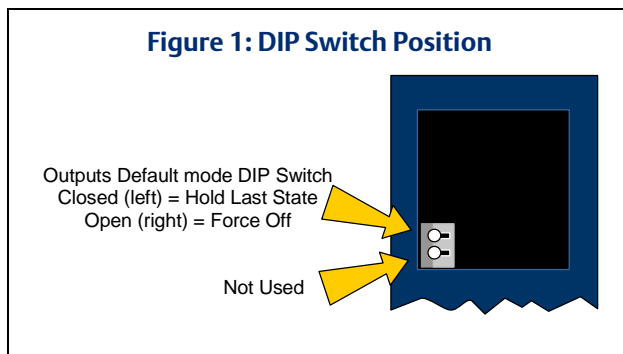 Figure 1: DIP Switch Position
Outputs Default mode DIP Switch
Closed (left) = Hold Last State
Open (right) = Force Off
Not Used